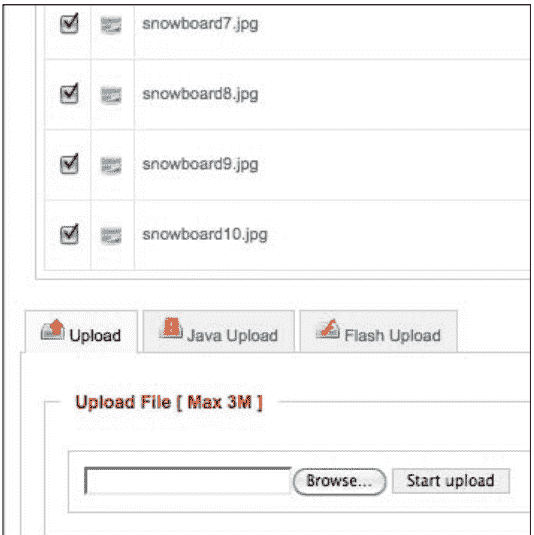 snowboard7.jpg
snowboard8.jpg
snowboard9.jpg
snowboard10.jpg
Upload Java Upload Flash Upload
Upload File [ Max 3M ]
Browse... Start upload